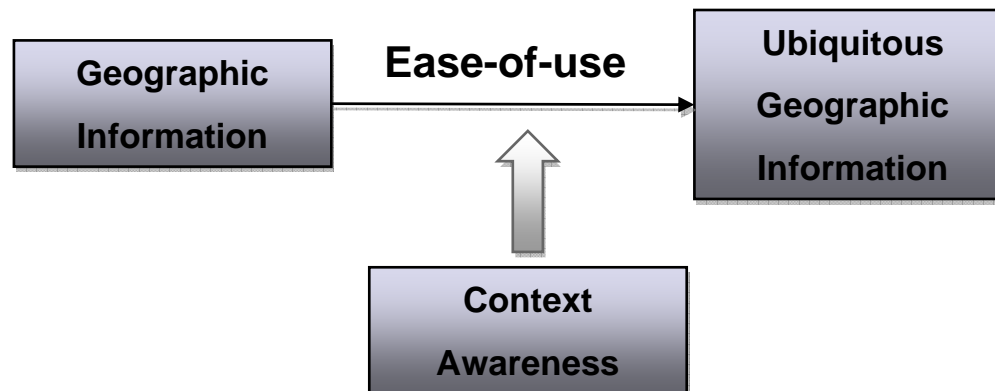 Geographic
Information
Ease-of-use
Ubiquitous
Geographic
Information
Context
Awareness